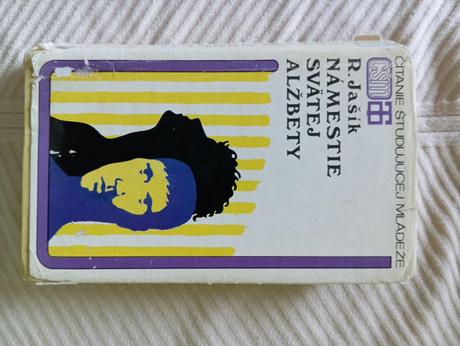 ČÍTANIE ŠTUDUJÚCEJ MLÁDEŽE
čsm
R. Jašík
NÁMESTIE
SVÄTEJ
ALŽBETY